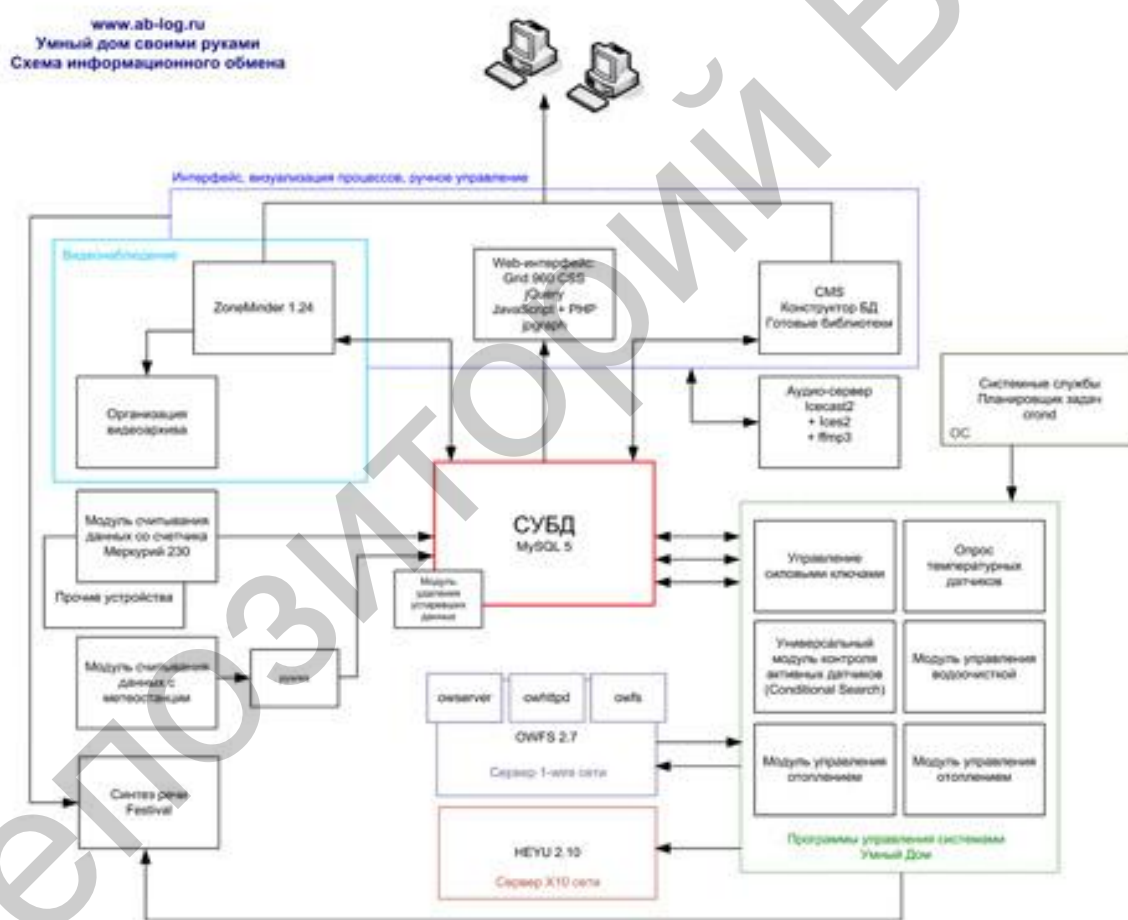 www.ab-log.ru
Умный дом своими руками
Схема информационного обмена
Интерфейс, визуализация процессов, ручное управление
Видеонаблюдение
ZoneMinder 1.24
Web-интерфейс:
Grid 960 CSS
jQuery
JavaScript + PHP
jpgraph
CMS
Конструктор БД
Готовые библиотеки
Организация
видеоархива
Аудио-сервер
Icecast2
+ Ices2
+ ffmp3
Системные службы
Планировщик задач
crond
ОС
Модуль считывания
данных со счетчика
Меркурий 230
Прочие устройства
СУБД
MySQL 5
Модуль
удаления
устаревших
данных
Управление
силовыми ключами
Опрос
температурных
датчиков
Модуль считывания
данных с
метеостанции
Универсальный
модуль контроля
активных датчиков
(Conditional Search)
Модуль управления
водоочисткой
owserver
owhttpd
owfs
OWFS 2.7
Сервер 1-wire сети
Модуль управления
отоплением
Модуль управления
отоплением
Синтез речи
Festival
HEYU 2.10
Сервер X10 сети
Программы управления системами
Умный Дом
епозиторий В